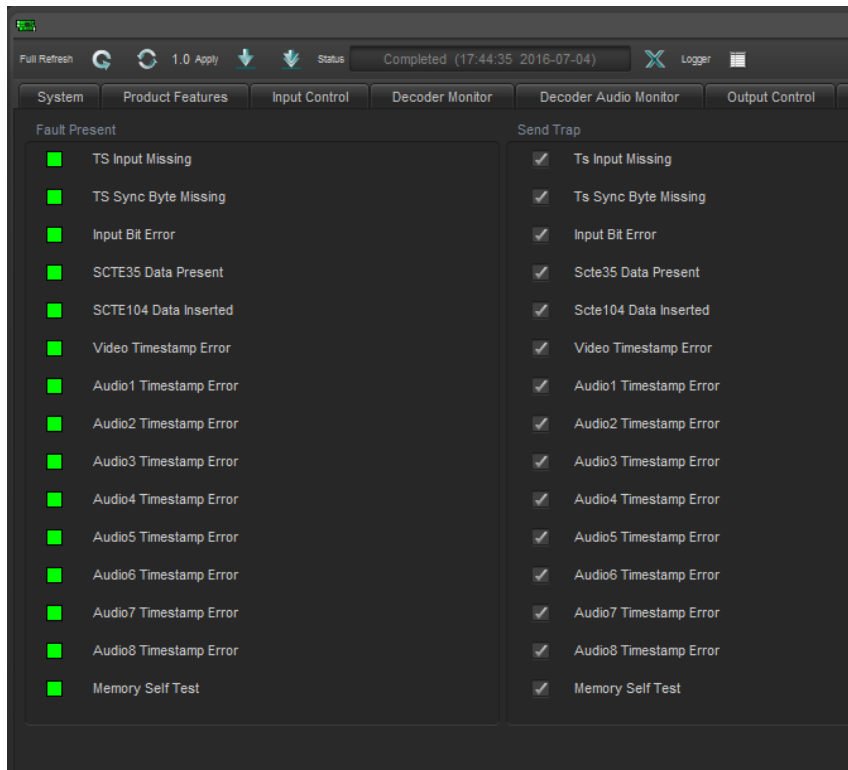 Full Refresh 1.0 Apply Status Completed (17:44:35 2016-07-04) Logger
System Product Features Input Control Decoder Monitor Decoder Audio Monitor Output Control
Fault Present Send Trap
TS Input Missing Ts Input Missing
TS Sync Byte Missing Ts Sync Byte Missing
Input Bit Error Input Bit Error
SCTE35 Data Present Scte35 Data Present
SCTE104 Data Inserted Scte104 Data Inserted
Video Timestamp Error Video Timestamp Error
Audio1 Timestamp Error Audio1 Timestamp Error
Audio2 Timestamp Error Audio2 Timestamp Error
Audio3 Timestamp Error Audio3 Timestamp Error
Audio4 Timestamp Error Audio4 Timestamp Error
Audio5 Timestamp Error Audio5 Timestamp Error
Audio6 Timestamp Error Audio6 Timestamp Error
Audio7 Timestamp Error Audio7 Timestamp Error
Audio8 Timestamp Error Audio8 Timestamp Error
Memory Self Test Memory Self Test